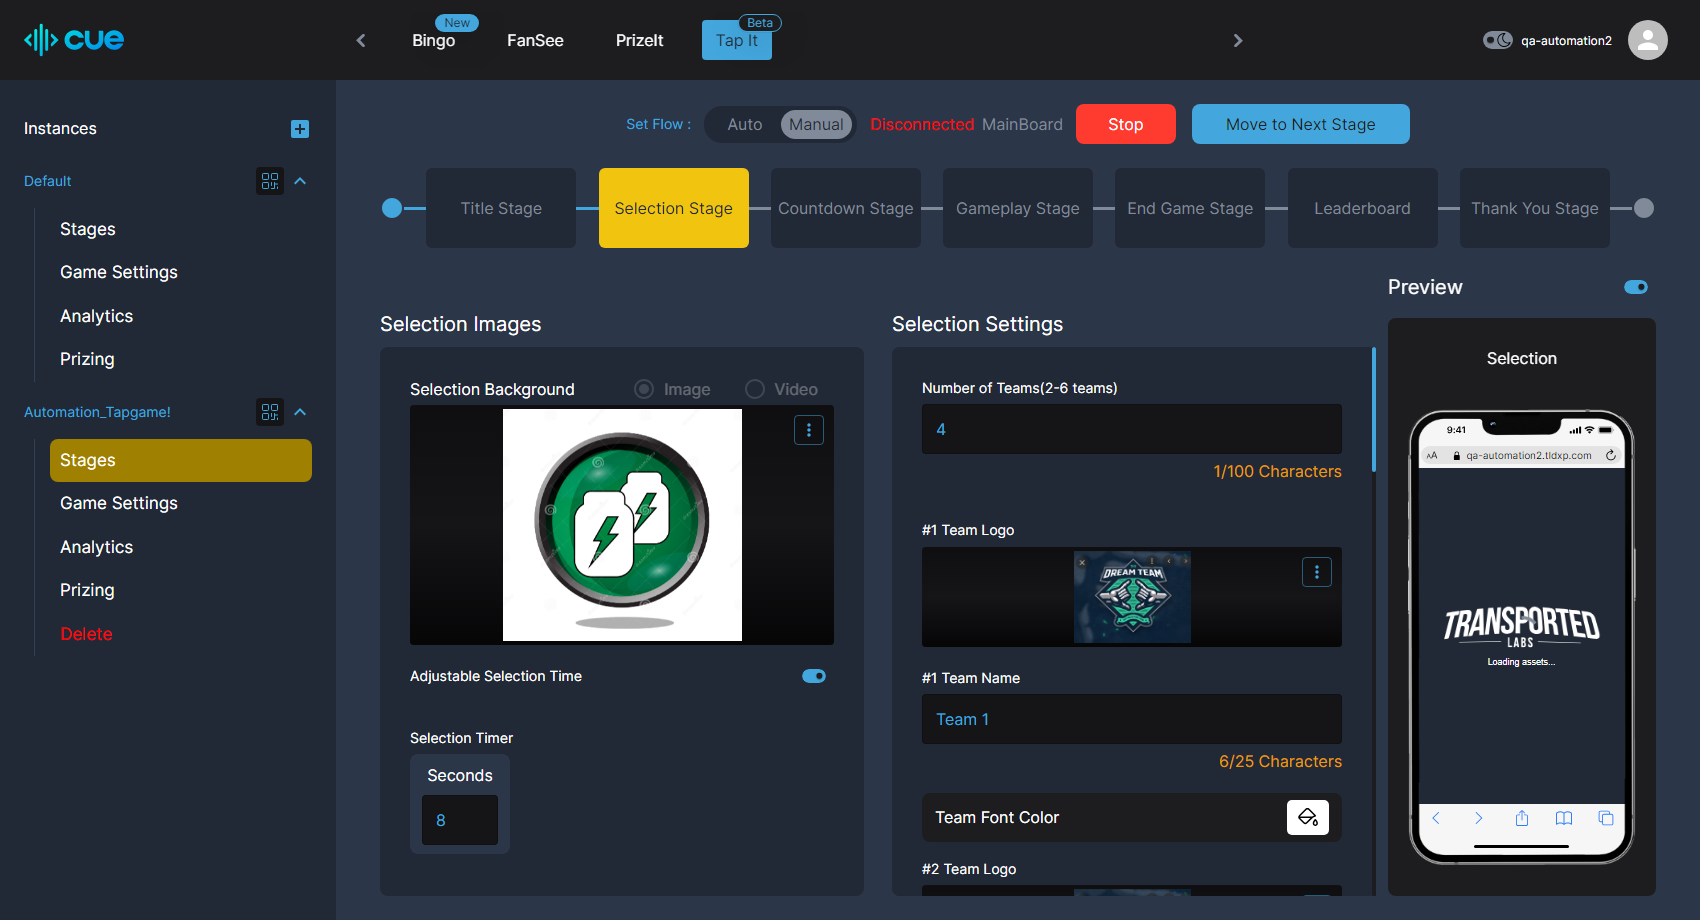 cue
Bingo
New
FanSee
PrizeIt
Tap It
Beta
qa-automation2
Instances
Default
Stages
Game Settings
Analytics
Prizing
Automation_Tapgame!
Stages
Game Settings
Analytics
Prizing
Delete
Set Flow :
Auto
Manual
Disconnected MainBoard
Stop
Move to Next Stage
Title Stage
Selection Stage
Countdown Stage
Gameplay Stage
End Game Stage
Leaderboard
Thank You Stage
Selection Images
Selection Background
Image
Video
Adjustable Selection Time
Selection Timer
Seconds
8
Selection Settings
Number of Teams(2-6 teams)
4
1/100 Characters
#1 Team Logo
DREAM TEAM
#1 Team Name
Team 1
6/25 Characters
Team Font Color
#2 Team Logo
Preview
Selection
9:41
AA
qa-automation2.tldxp.com
TRANSPORTED
LABS
Loading assets...